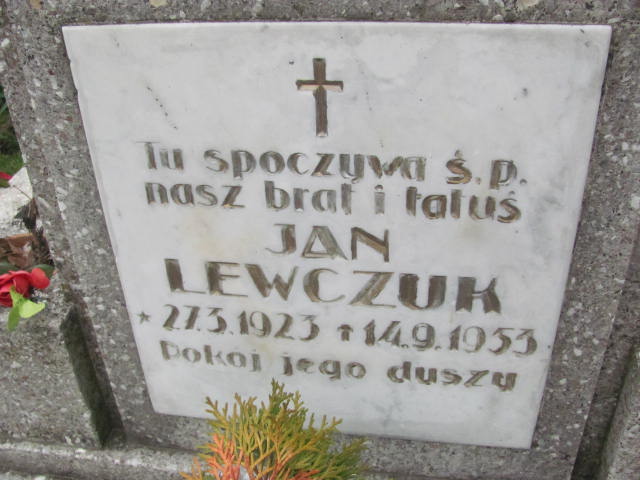 Tu spoczywa ś.p.
nasz brat i tatuś
JAN
LEWCZUK
* 27.3.1923 ✝ 14.9.1953
Pokój jego duszy